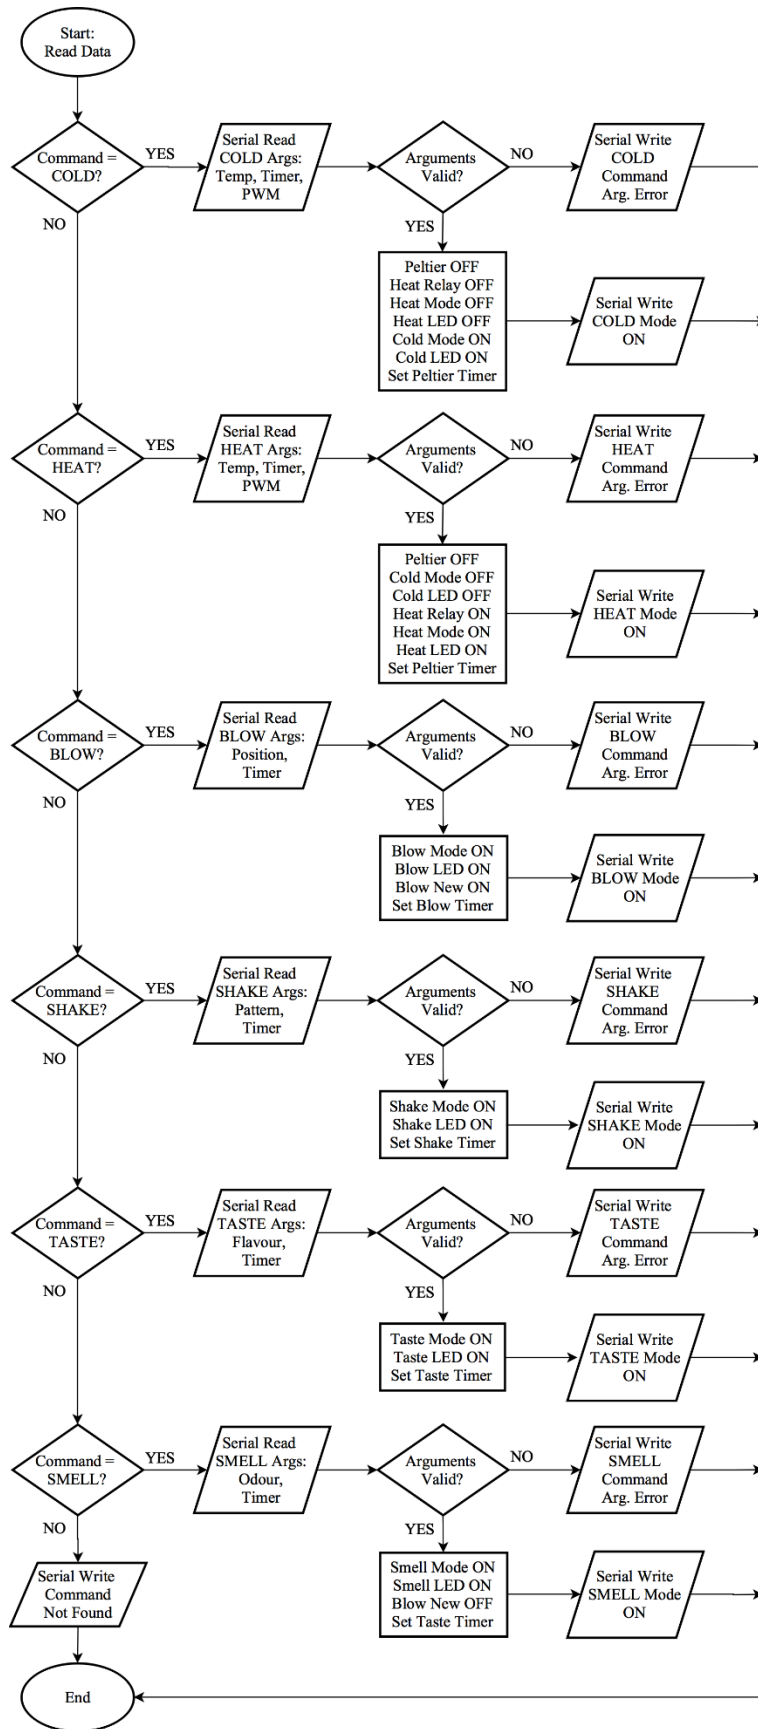 Start:
Read Data
Command =
COLD?
YES
NO
Serial Read
COLD Args:
Temp, Timer,
PWM
Arguments
Valid?
NO
YES
Serial Write
COLD
Command
Arg. Error
Peltier OFF
Heat Relay OFF
Heat Mode OFF
Heat LED OFF
Cold Mode ON
Cold LED ON
Set Peltier Timer
Serial Write
COLD Mode
ON
Command =
HEAT?
YES
NO
Serial Read
HEAT Args:
Temp, Timer,
PWM
Arguments
Valid?
NO
YES
Serial Write
HEAT
Command
Arg. Error
Peltier OFF
Cold Mode OFF
Cold LED OFF
Heat Relay ON
Heat Mode ON
Heat LED ON
Set Peltier Timer
Serial Write
HEAT Mode
ON
Command =
BLOW?
YES
NO
Serial Read
BLOW Args:
Position,
Timer
Arguments
Valid?
NO
YES
Serial Write
BLOW
Command
Arg. Error
Blow Mode ON
Blow LED ON
Blow New ON
Set Blow Timer
Serial Write
BLOW Mode
ON
Command =
SHAKE?
YES
NO
Serial Read
SHAKE Args:
Pattern,
Timer
Arguments
Valid?
NO
YES
Serial Write
SHAKE
Command
Arg. Error
Shake Mode ON
Shake LED ON
Set Shake Timer
Serial Write
SHAKE Mode
ON
Command =
TASTE?
YES
NO
Serial Read
TASTE Args:
Flavour,
Timer
Arguments
Valid?
NO
YES
Serial Write
TASTE
Command
Arg. Error
Taste Mode ON
Taste LED ON
Set Taste Timer
Serial Write
TASTE Mode
ON
Command =
SMELL?
YES
NO
Serial Read
SMELL Args:
Odour,
Timer
Arguments
Valid?
NO
YES
Serial Write
SMELL
Command
Arg. Error
Smell Mode ON
Smell LED ON
Blow New OFF
Set Taste Timer
Serial Write
SMELL Mode
ON
Serial Write
Command
Not Found
End